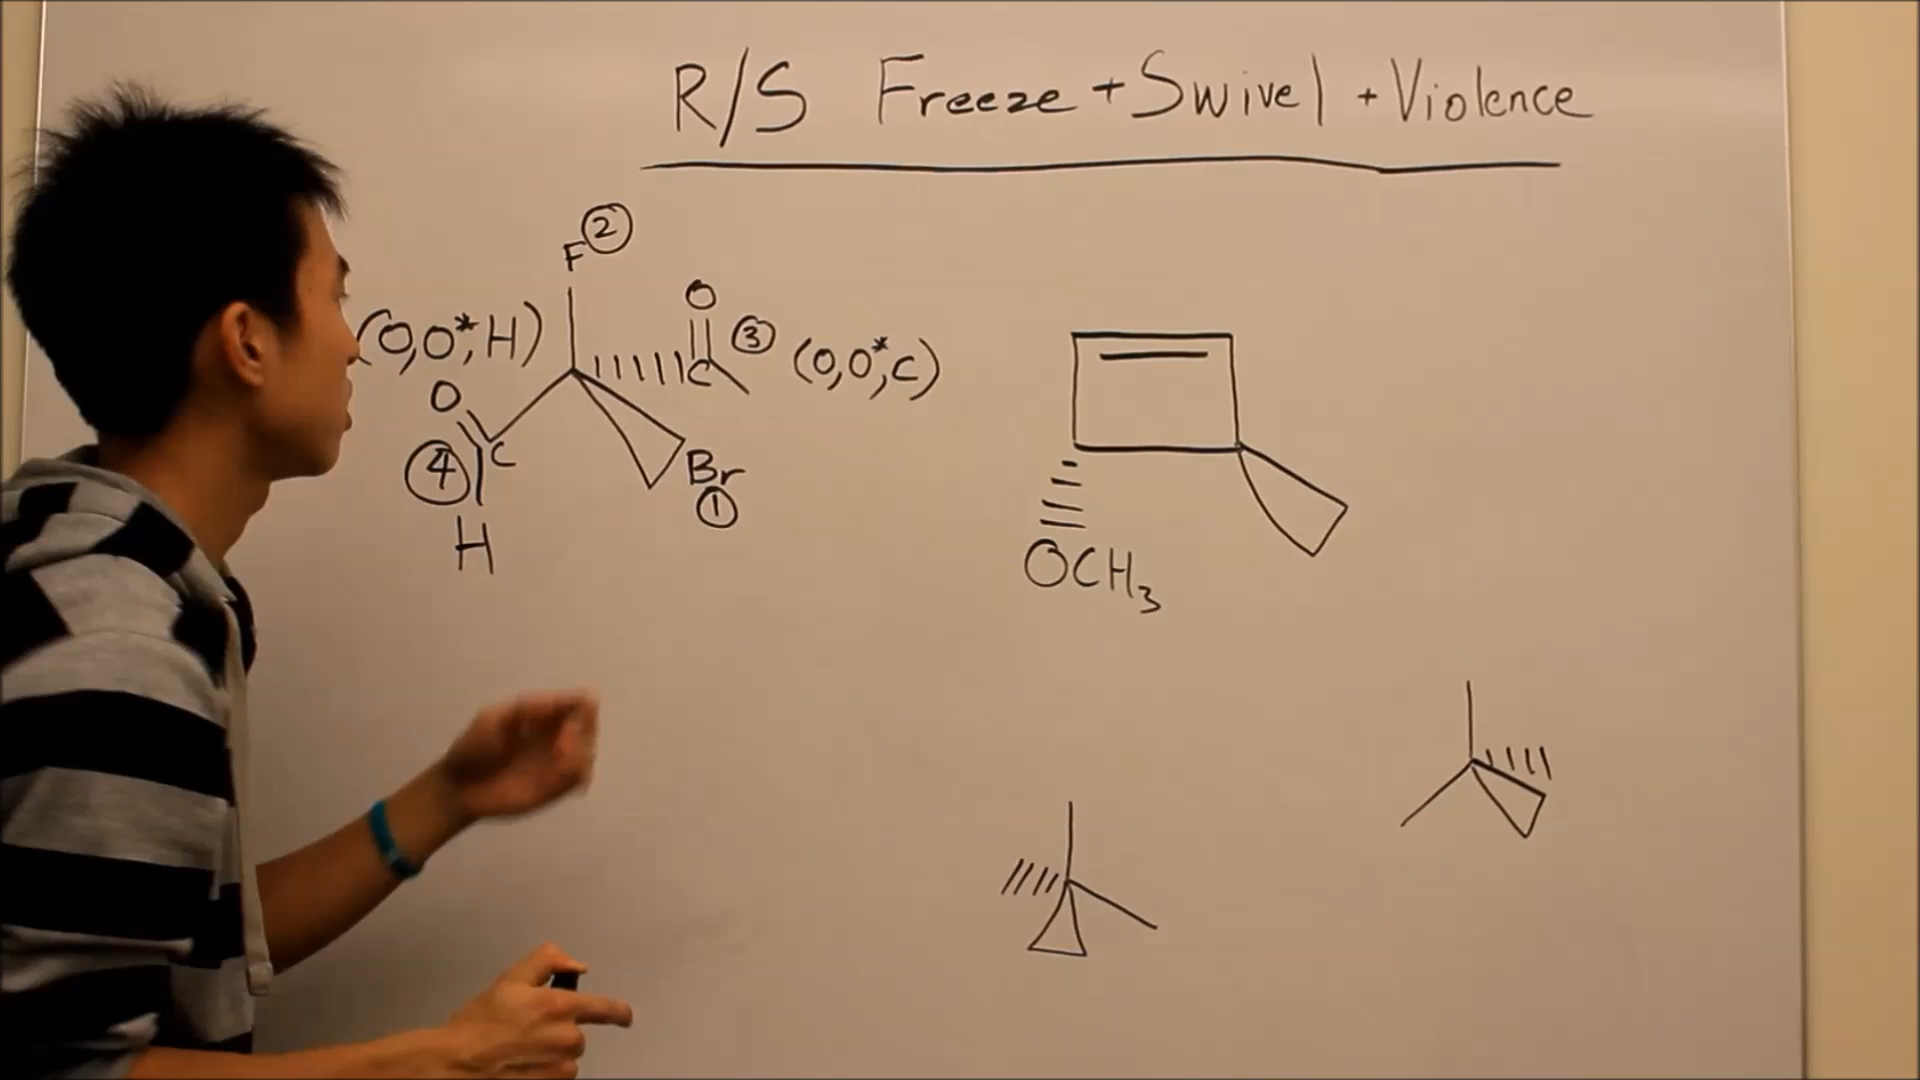 R/S Freeze + Swivel + Violence
②
F
(O,O*,H)
O
③
(O,O*,C)
C
O
④
C
H
Br
①
OCH₃